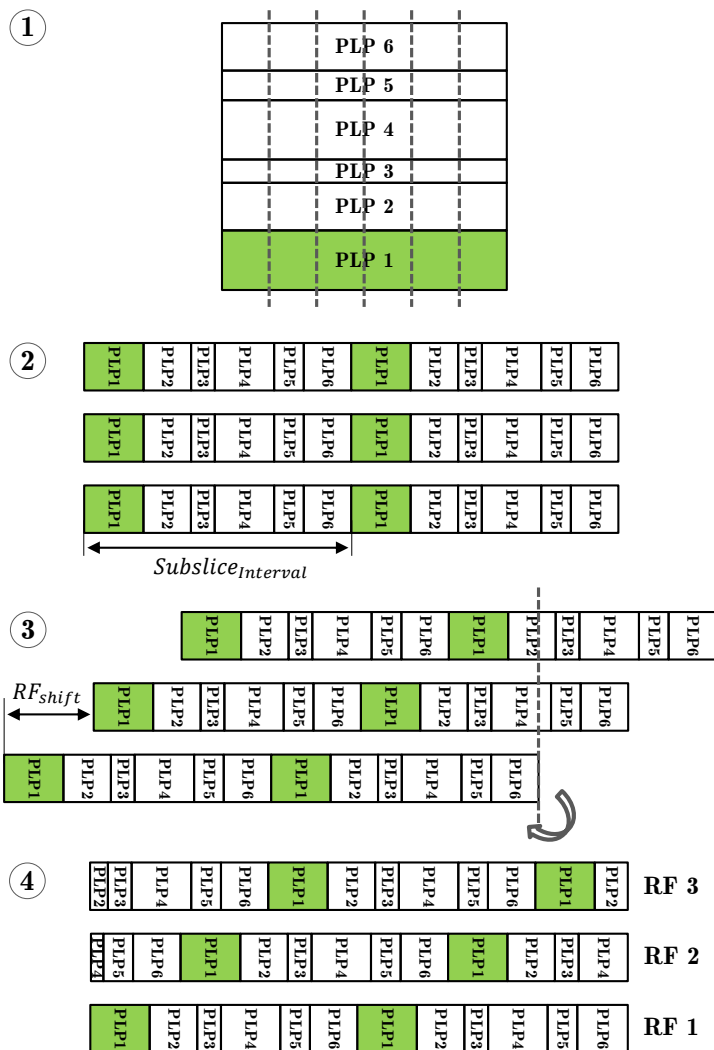 1
PLP 6
PLP 5
PLP 4
PLP 3
PLP 2
PLP 1
2
PLP1 PLP2 PLP3 PLP4 PLP5 PLP6 PLP1 PLP2 PLP3 PLP4 PLP5 PLP6
PLP1 PLP2 PLP3 PLP4 PLP5 PLP6 PLP1 PLP2 PLP3 PLP4 PLP5 PLP6
PLP1 PLP2 PLP3 PLP4 PLP5 PLP6 PLP1 PLP2 PLP3 PLP4 PLP5 PLP6
Subslice_Interval
3
PLP1 PLP2 PLP3 PLP4 PLP5 PLP6 PLP1 PLP2 PLP3 PLP4 PLP5 PLP6
RF_shift
PLP1 PLP2 PLP3 PLP4 PLP5 PLP6 PLP1 PLP2 PLP3 PLP4 PLP5 PLP6
PLP1 PLP2 PLP3 PLP4 PLP5 PLP6 PLP1 PLP2 PLP3 PLP4 PLP5 PLP6
4
PLP2 PLP3 PLP4 PLP5 PLP6 PLP1 PLP2 PLP3 PLP4 PLP5 PLP6 PLP1 PLP2 RF 3
PLP4 PLP5 PLP6 PLP1 PLP2 PLP3 PLP4 PLP5 PLP6 PLP1 PLP2 PLP3 PLP4 RF 2
PLP1 PLP2 PLP3 PLP4 PLP5 PLP6 PLP1 PLP2 PLP3 PLP4 PLP5 PLP6 RF 1